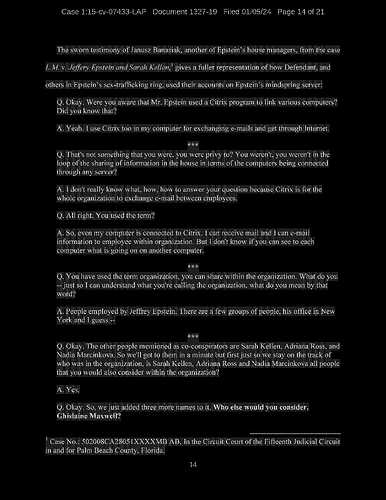 Case 1:15-cv-07433-LAP Document 1327-19 Filed 01/05/24 Page 14 of 21
The sworn testimony of Janusz Banasiak, another of Epstein's house managers, from the case
L.M. v. Jeffery Epstein and Sarah Kellen,¹ gives a fuller representation of how Defendant, and
others in Epstein's sex-trafficking ring, used their accounts on Epstein's mindspring server:
Q. Okay. Were you aware that Mr. Epstein used a Citrix program to link various computers?
Did you know that?
A. Yeah. I use Citrix too in my computer for exchanging e-mails and get through Internet.
***
Q. That's not something that you were, you were privy to? You weren't, you weren't in the
loop of the sharing of information in the house in terms of the computers being connected
through any server?
A. I don't really know what, how, how to answer your question because Citrix is for the
whole organization to exchange e-mail between employees.
Q. All right. You used the term?
A. So, even my computer is connected to Citrix. I can receive mail and I can e-mail
information to employee within organization. But I don't know if you can see to each
computer what is going on on another computer.
***
Q. You have used the term organization, you can share within the organization. What do you
-- just so I can understand what you're calling the organization, what do you mean by that
word?
A. People employed by Jeffrey Epstein. There are a few groups of people, his office in New
York and I guess --
***
Q. Okay. The other people mentioned as co-conspirators are Sarah Kellen, Adriana Ross, and
Nadia Marcinkova. So we'll get to them in a minute but first just so we stay on the track of
who was in the organization, is Sarah Kellen, Adriana Ross and Nadia Marcinkova all people
that you would also consider within the organization?
A. Yes.
Q. Okay. So, we just added three more names to it. Who else would you consider,
Ghislaine Maxwell?
¹ Case No.: 502008CA28051XXXXMB AB, In the Circuit Court of the Fifteenth Judicial Circuit
in and for Palm Beach County, Florida.
14